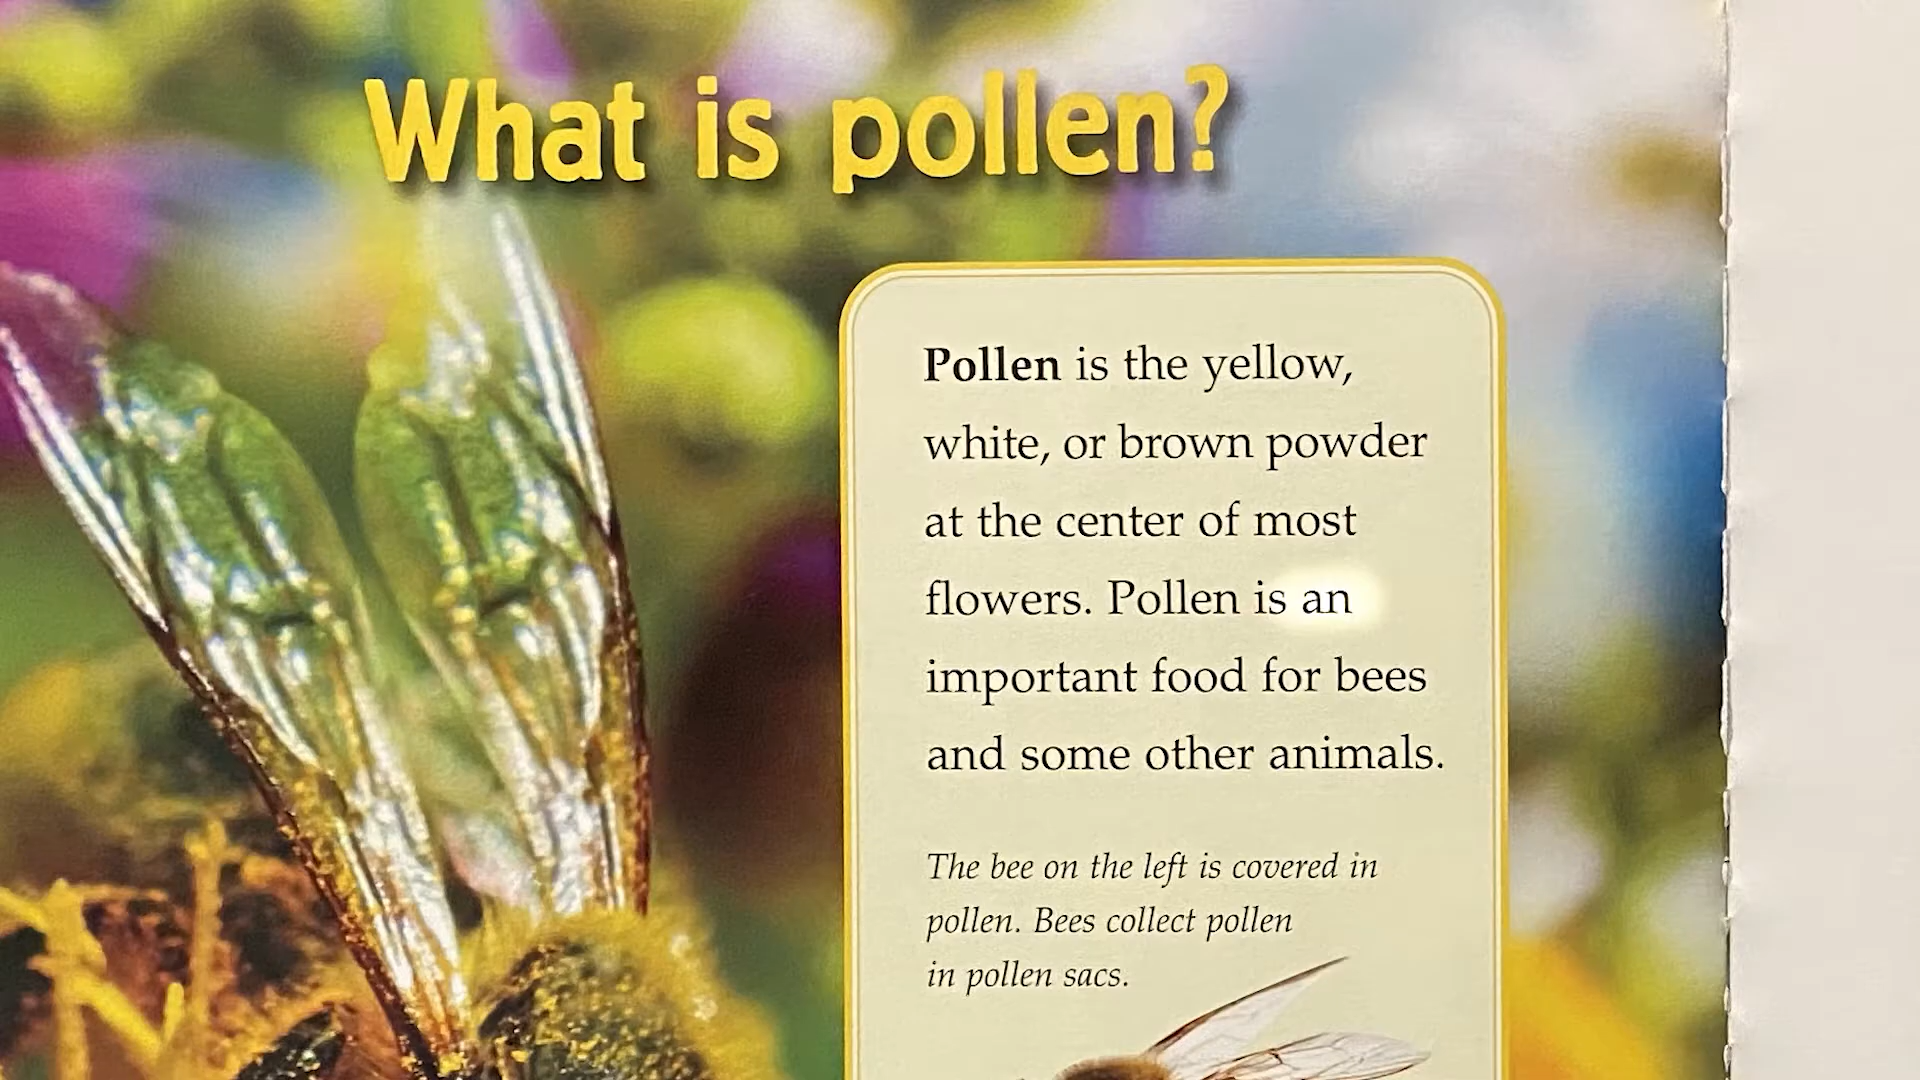 What is pollen?
Pollen is the yellow,
white, or brown powder
at the center of most
flowers. Pollen is an
important food for bees
and some other animals.
The bee on the left is covered in
pollen. Bees collect pollen
in pollen sacs.